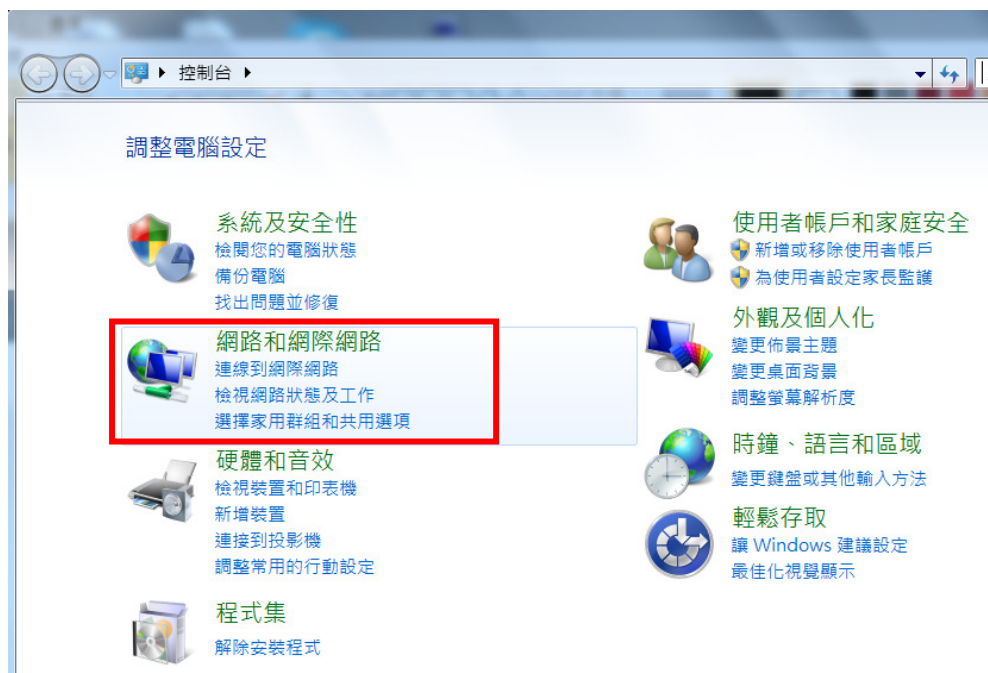 控制台
調整電腦設定
系統及安全性
檢閱您的電腦狀態
備份電腦
找出問題並修復
網路和網際網路
連線到網際網路
檢視網路狀態及工作
選擇家用群組和共用選項
硬體和音效
檢視裝置和印表機
新增裝置
連接到投影機
調整常用的行動設定
程式集
解除安裝程式
使用者帳戶和家庭安全
新增或移除使用者帳戶
為使用者設定家長監護
外觀及個人化
變更佈景主題
變更桌面背景
調整螢幕解析度
時鐘、語言和區域
變更鍵盤或其他輸入方法
輕鬆存取
讓 Windows 建議設定
最佳化視覺顯示